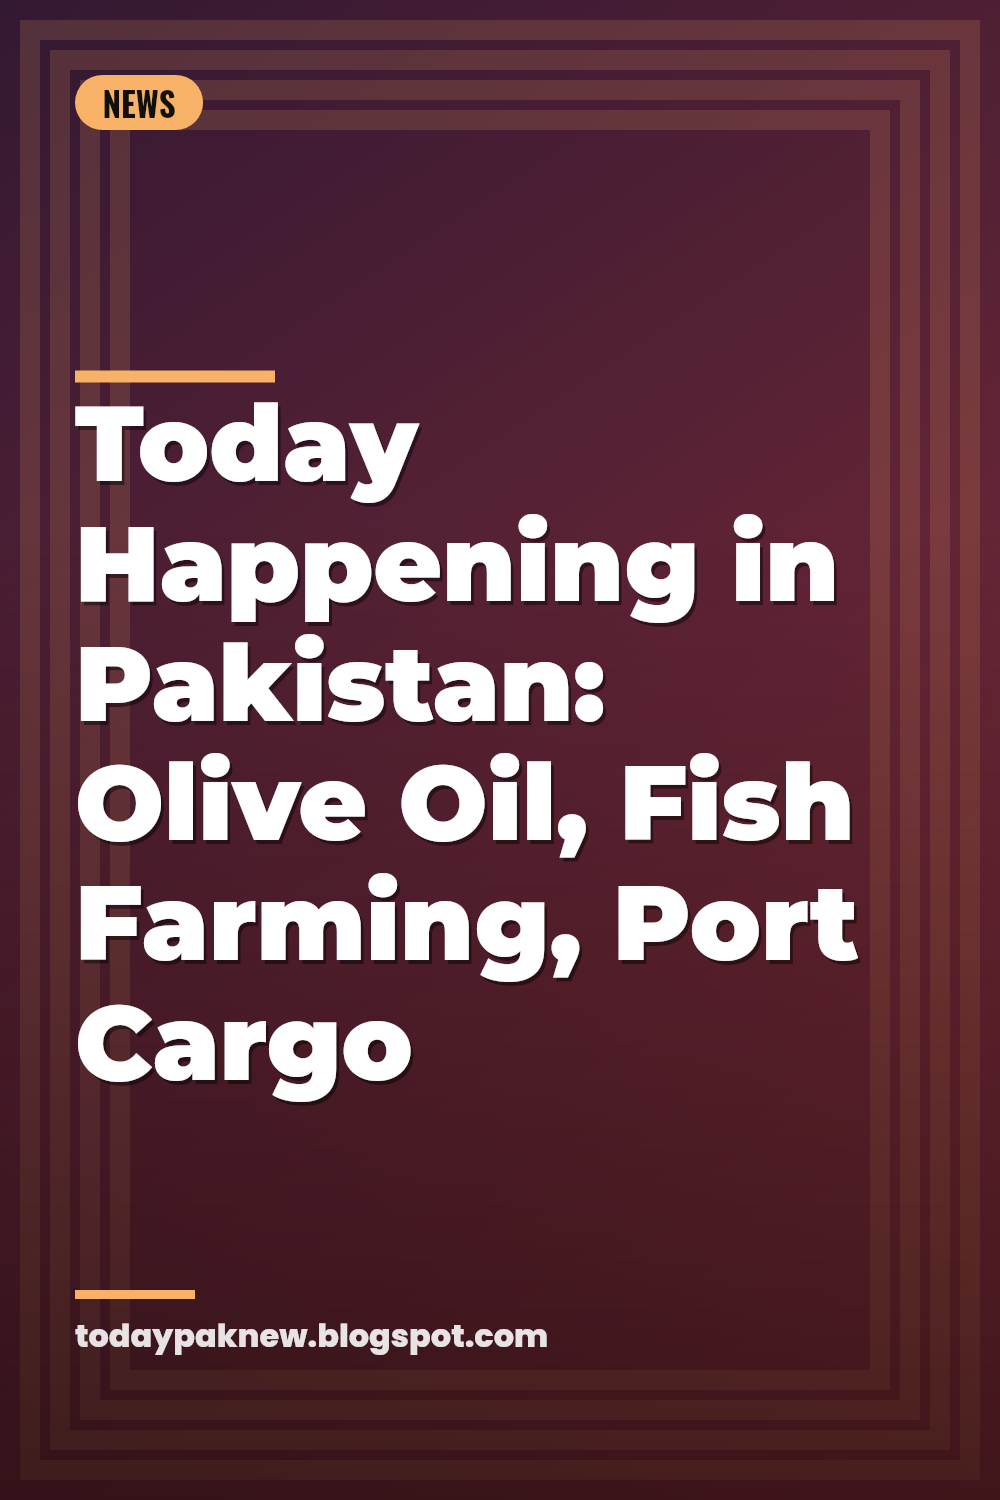 NEWS
Today
Happening in
Pakistan:
Olive Oil, Fish
Farming, Port
Cargo
todaypaknew.blogspot.com